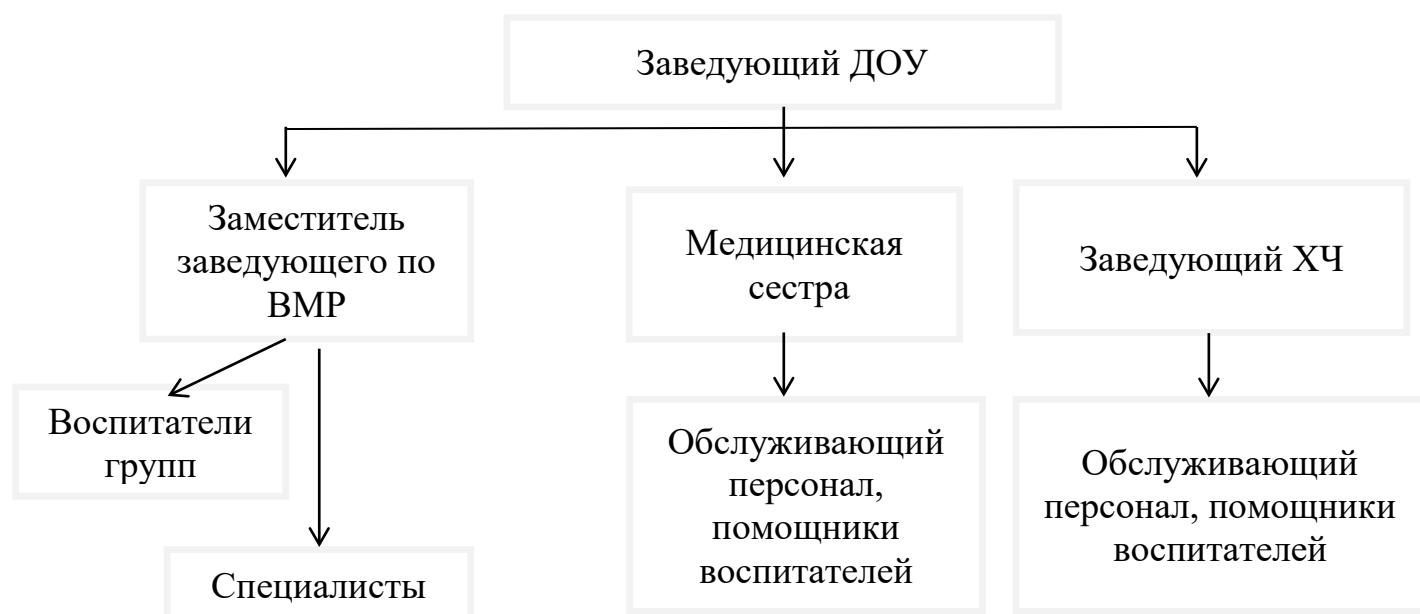 Заведующий ДОУ
Заместитель
заведующего по
ВМР
Медицинская
сестра
Заведующий ХЧ
Воспитатели
групп
Специалисты
Обслуживающий
персонал,
помощники
воспитателей
Обслуживающий
персонал, помощники
воспитателей